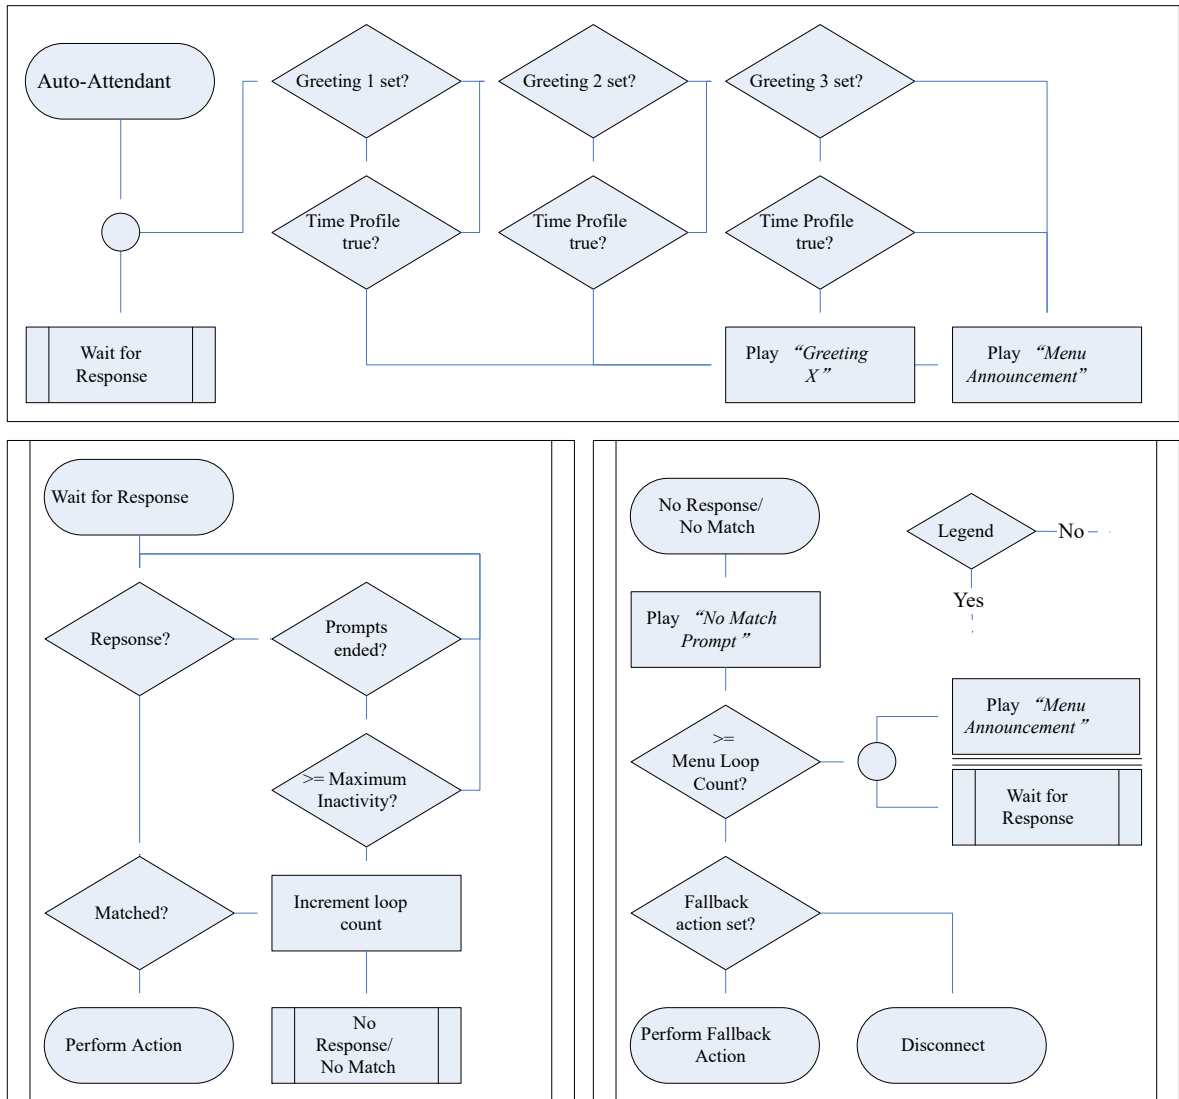 Auto-Attendant
Greeting 1 set?
Greeting 2 set?
Greeting 3 set?
Time Profile
true?
Time Profile
true?
Time Profile
true?
Wait for
Response
Play “Greeting
X”
Play “Menu
Announcement”
Wait for Response
Repsonse?
Prompts
ended?
>= Maximum
Inactivity?
Matched?
Increment loop
count
Perform Action
No
Response/
No Match
No Response/
No Match
Legend
No
Yes
Play “No Match
Prompt”
>=
Menu Loop
Count?
Play “Menu
Announcement”
Wait for
Response
Fallback
action set?
Perform Fallback
Action
Disconnect